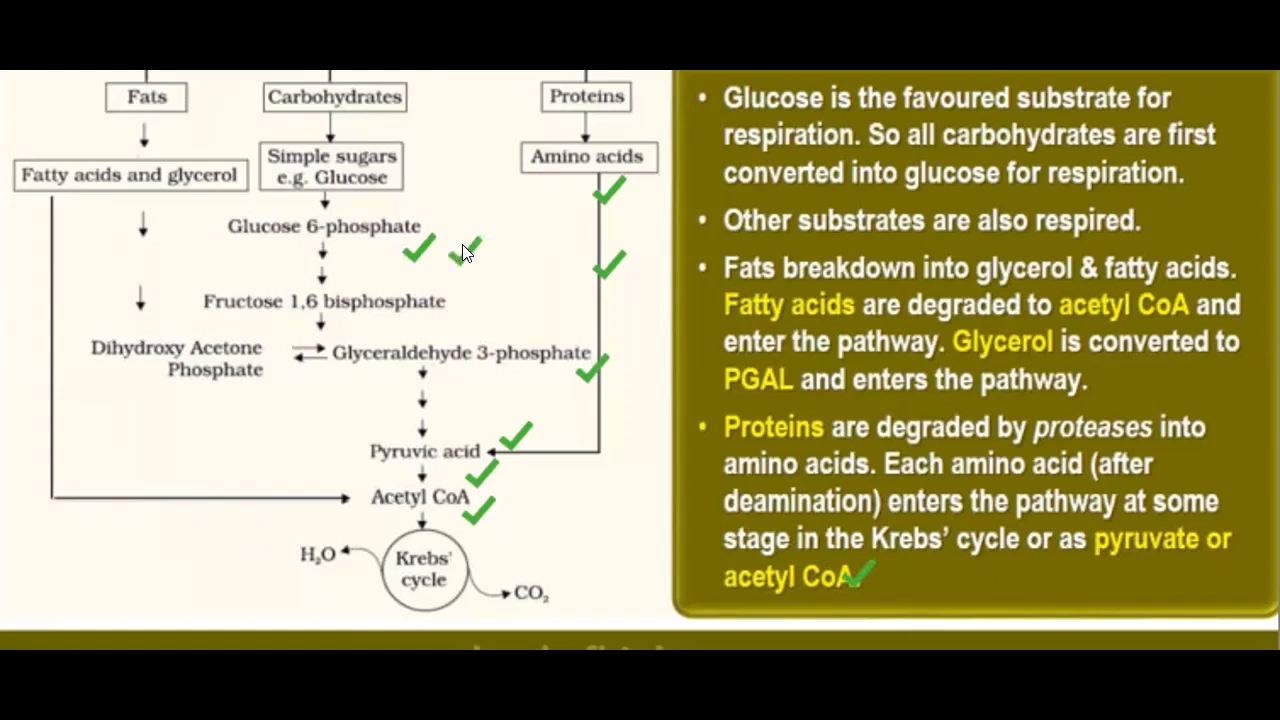 Fats
Carbohydrates
Proteins
Fatty acids and glycerol
Simple sugars
e.g. Glucose
Amino acids
Glucose 6-phosphate
Fructose 1,6 bisphosphate
Dihydroxy Acetone
Phosphate
Glyceraldehyde 3-phosphate
Pyruvic acid
Acetyl CoA
H₂O
Krebs'
cycle
CO₂
• Glucose is the favoured substrate for
respiration. So all carbohydrates are first
converted into glucose for respiration.
• Other substrates are also respired.
• Fats breakdown into glycerol & fatty acids.
Fatty acids are degraded to acetyl CoA and
enter the pathway. Glycerol is converted to
PGAL and enters the pathway.
• Proteins are degraded by proteases into
amino acids. Each amino acid (after
deamination) enters the pathway at some
stage in the Krebs' cycle or as pyruvate or
acetyl CoA.